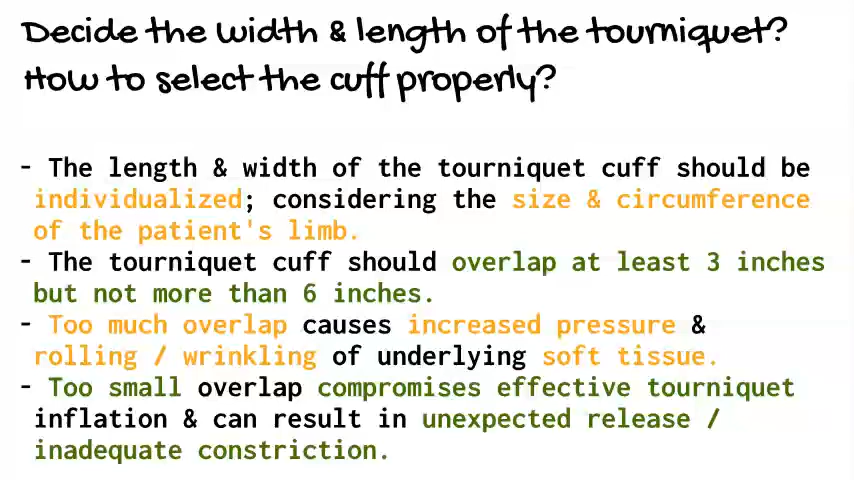 Decide the width & length of the tourniquet?
How to select the cuff properly?
- The length & width of the tourniquet cuff should be
individualized; considering the size & circumference
of the patient's limb.
- The tourniquet cuff should overlap at least 3 inches
but not more than 6 inches.
- Too much overlap causes increased pressure &
rolling / wrinkling of underlying soft tissue.
- Too small overlap compromises effective tourniquet
inflation & can result in unexpected release /
inadequate constriction.